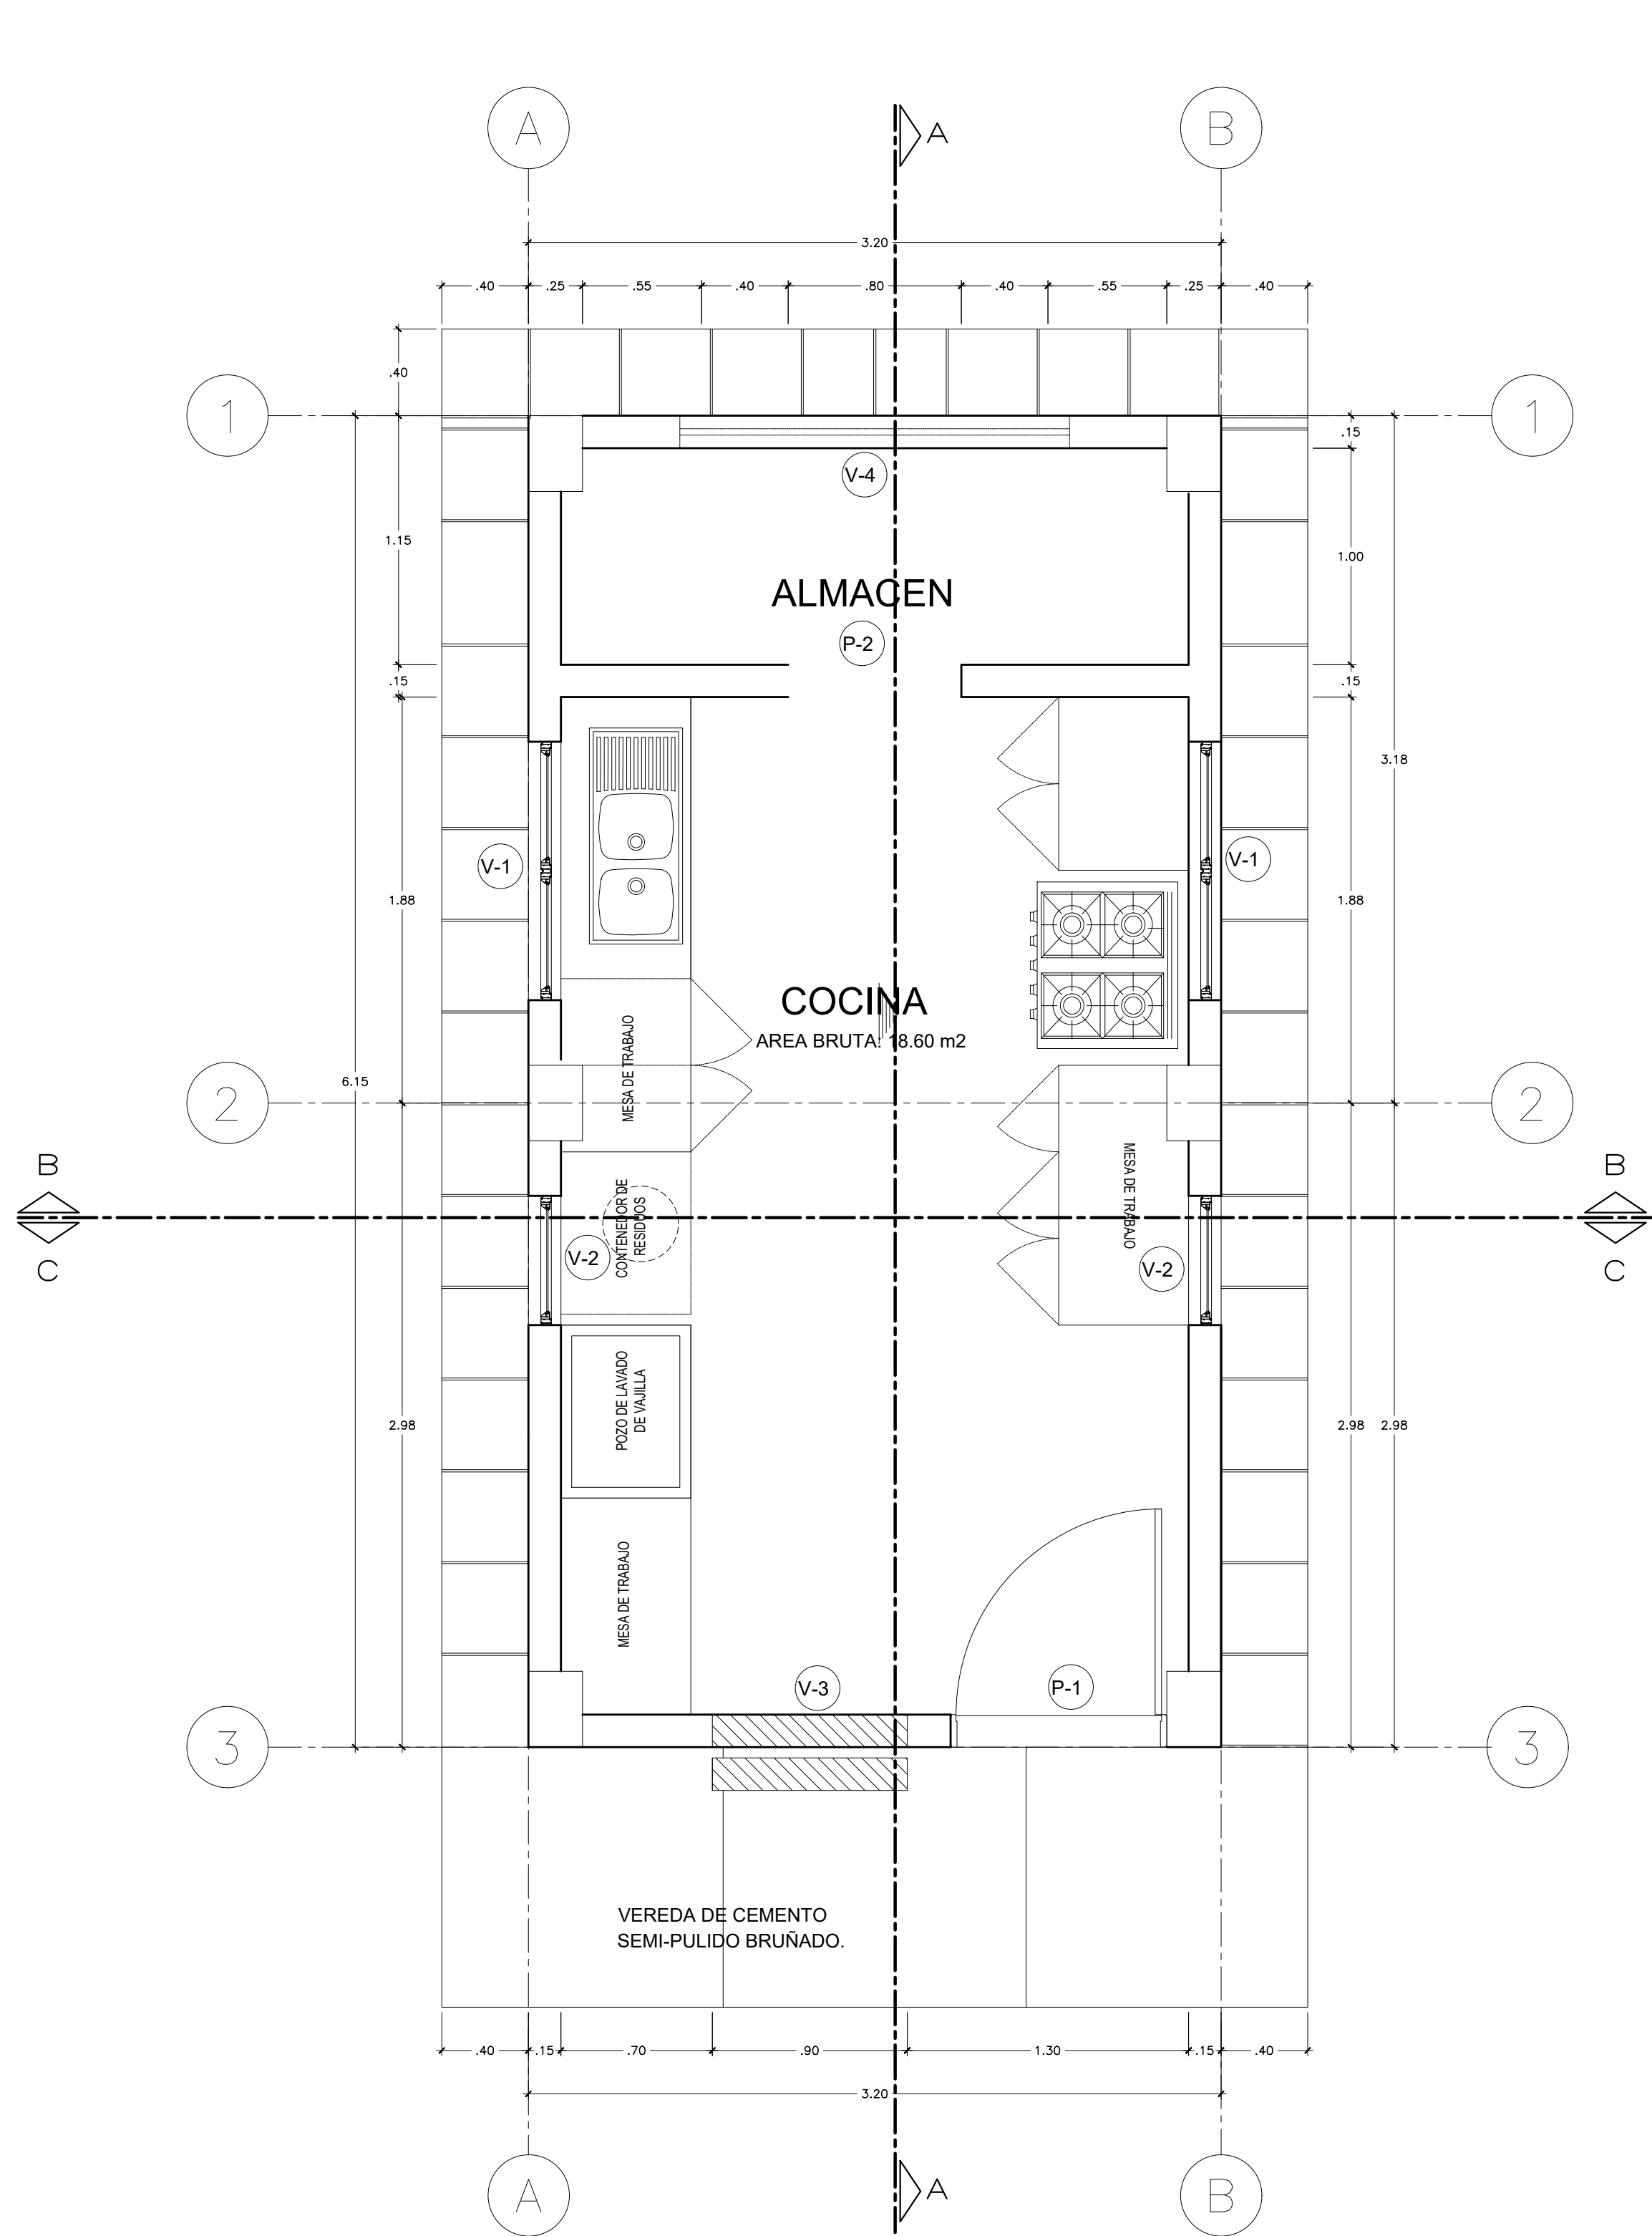 A
B
A
3.20
.40
.25
.55
.40
.80
.40
.55
.25
.40
.40
1
1
.15
V-4
1.15
1.00
ALMACEN
P-2
.15
.15
3.18
V-1
V-1
1.88
1.88
COCINA
AREA BRUTA: 18.60 m2
MESA DE TRABAJO
6.15
2
2
B
B
MESA DE TRABAJO
CONTENEDOR DE
RESIDUOS
V-2
V-2
C
C
POZO DE LAVADO
DE VAJILLA
2.98
2.98
2.98
MESA DE TRABAJO
V-3
P-1
3
3
VEREDA DE CEMENTO
SEMI-PULIDO BRUÑADO.
.40
.15
.70
.90
1.30
.15
.40
3.20
A
A
B